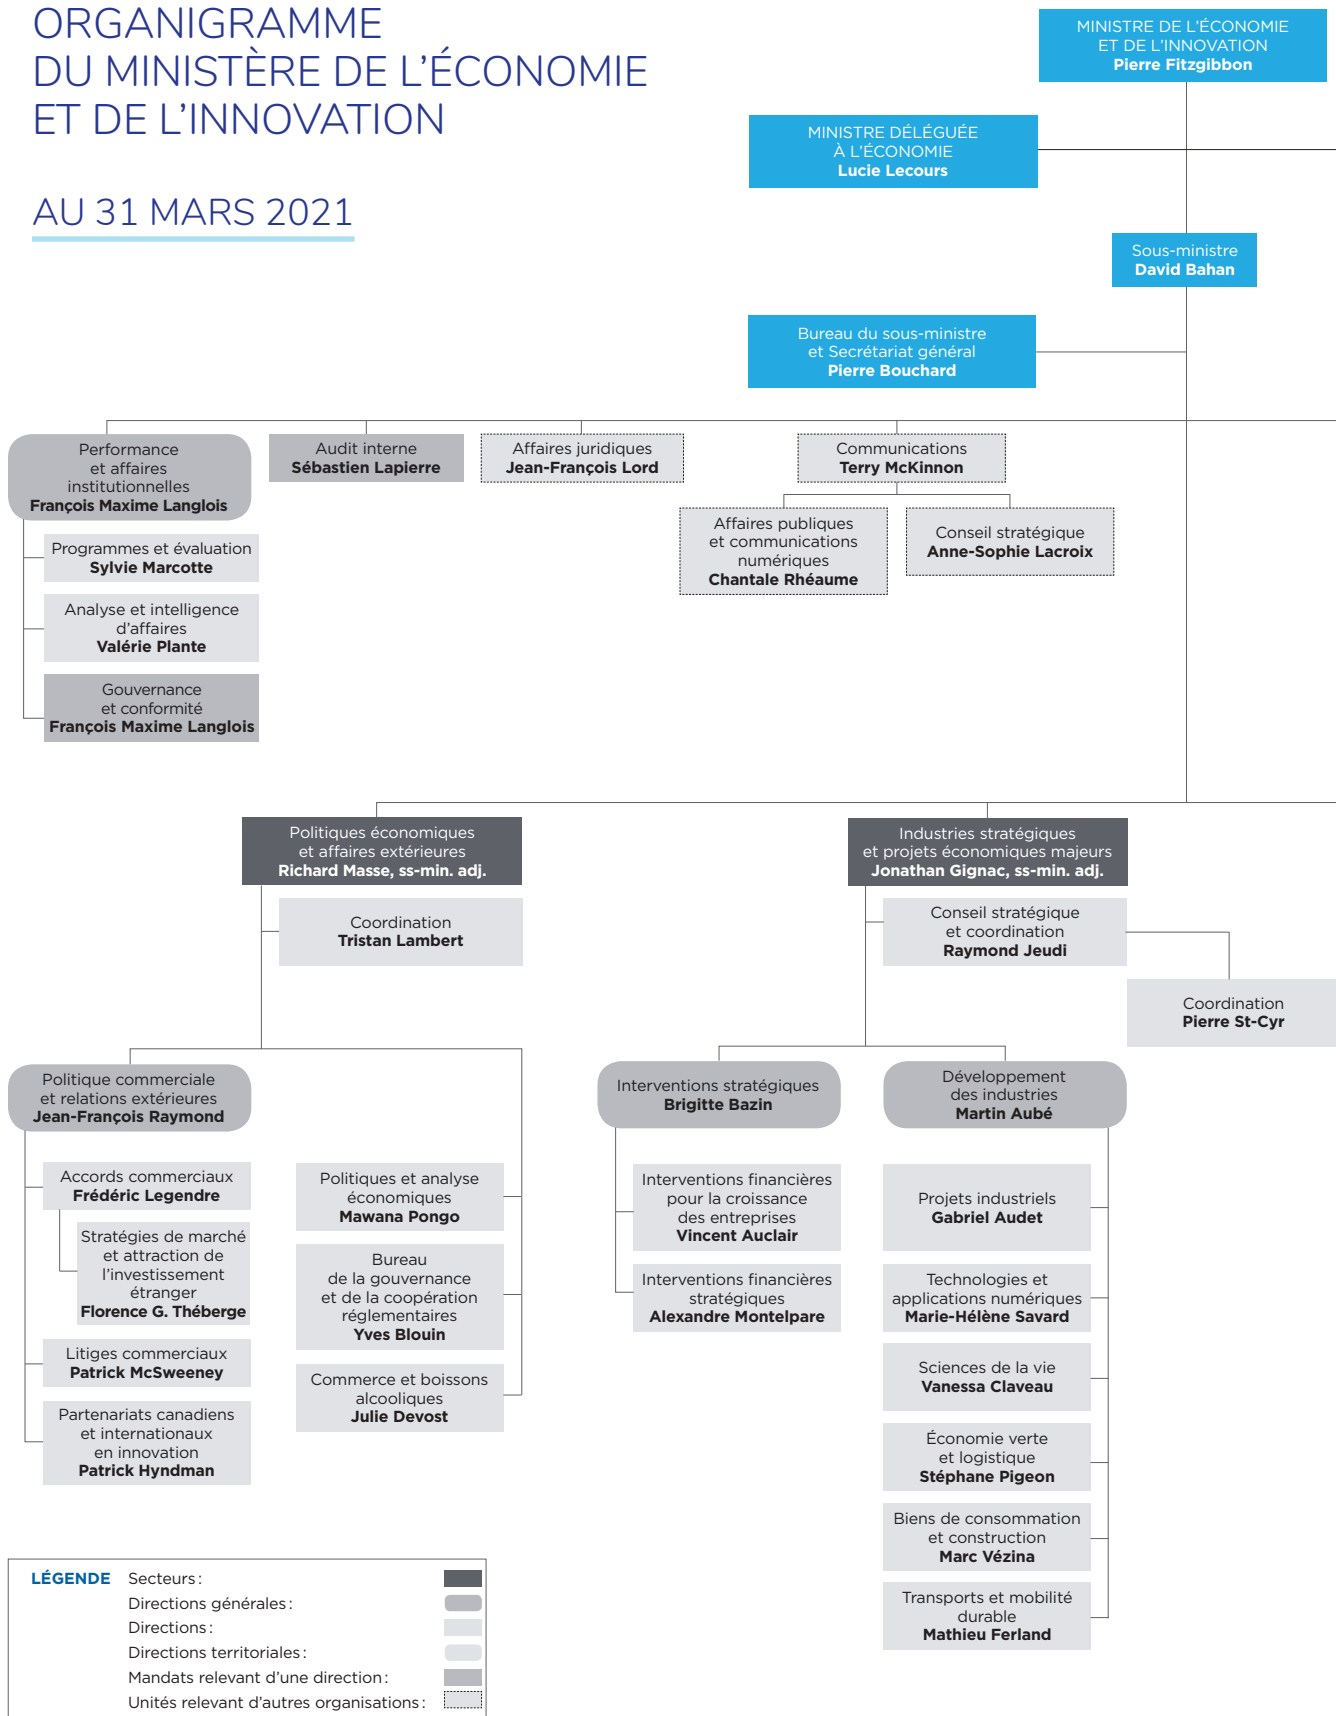 ORGANIGRAMME
DU MINISTÈRE DE L'ÉCONOMIE
ET DE L'INNOVATION
AU 31 MARS 2021
MINISTRE DE L'ÉCONOMIE
ET DE L'INNOVATION
Pierre Fitzgibbon
MINISTRE DÉLÉGUÉE
À L'ÉCONOMIE
Lucie Lecours
Sous-ministre
David Bahan
Bureau du sous-ministre
et Secrétariat général
Pierre Bouchard
Performance
et affaires
institutionnelles
François Maxime Langlois
Programmes et évaluation
Sylvie Marcotte
Analyse et intelligence
d'affaires
Valérie Plante
Gouvernance
et conformité
François Maxime Langlois
Audit interne
Sébastien Lapierre
Affaires juridiques
Jean-François Lord
Communications
Terry McKinnon
Affaires publiques
et communications
numériques
Chantale Rhéaume
Conseil stratégique
Anne-Sophie Lacroix
Politiques économiques
et affaires extérieures
Richard Masse, ss-min. adj.
Coordination
Tristan Lambert
Politique commerciale
et relations extérieures
Jean-François Raymond
Accords commerciaux
Frédéric Legendre
Stratégies de marché
et attraction de
l'investissement
étranger
Florence G. Théberge
Litiges commerciaux
Patrick McSweeney
Partenariats canadiens
et internationaux
en innovation
Patrick Hyndman
Politiques et analyse
économiques
Mawana Pongo
Bureau
de la gouvernance
et de la coopération
réglementaires
Yves Blouin
Commerce et boissons
alcooliques
Julie Devost
Industries stratégiques
et projets économiques majeurs
Jonathan Gignac, ss-min. adj.
Conseil stratégique
et coordination
Raymond Jeudi
Coordination
Pierre St-Cyr
Interventions stratégiques
Brigitte Bazin
Interventions financières
pour la croissance
des entreprises
Vincent Auclair
Interventions financières
stratégiques
Alexandre Montelpare
Développement
des industries
Martin Aubé
Projets industriels
Gabriel Audet
Technologies et
applications numériques
Marie-Hélène Savard
Sciences de la vie
Vanessa Claveau
Économie verte
et logistique
Stéphane Pigeon
Biens de consommation
et construction
Marc Vézina
Transports et mobilité
durable
Mathieu Ferland
LÉGENDE Secteurs :
Directions générales :
Directions :
Directions territoriales :
Mandats relevant d'une direction :
Unités relevant d'autres organisations :